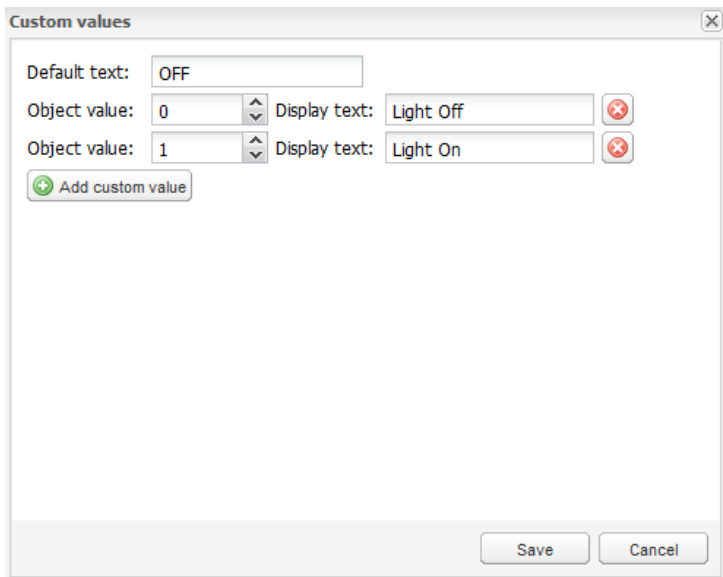 Custom values
Default text: OFF
Object value: 0 Display text: Light Off
Object value: 1 Display text: Light On
Add custom value
Save Cancel